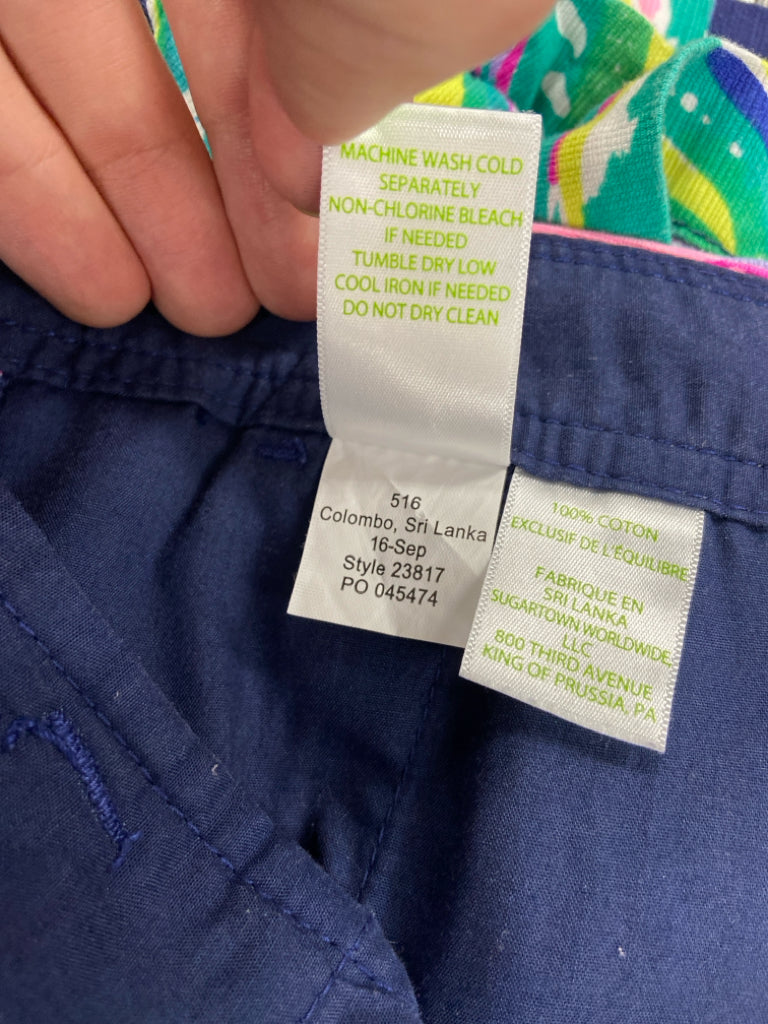 MACHINE WASH COLD
SEPARATELY
NON-CHLORINE BLEACH
IF NEEDED
TUMBLE DRY LOW
COOL IRON IF NEEDED
DO NOT DRY CLEAN
516
Colombo, Sri Lanka
16-Sep
Style 23817
PO 045474
100% COTON
EXCLUSIF DE L'ÉQUILIBRE
FABRIQUE EN
SRI LANKA
SUGARTOWN WORLDWIDE,
LLC
800 THIRD AVENUE
KING OF PRUSSIA, PA